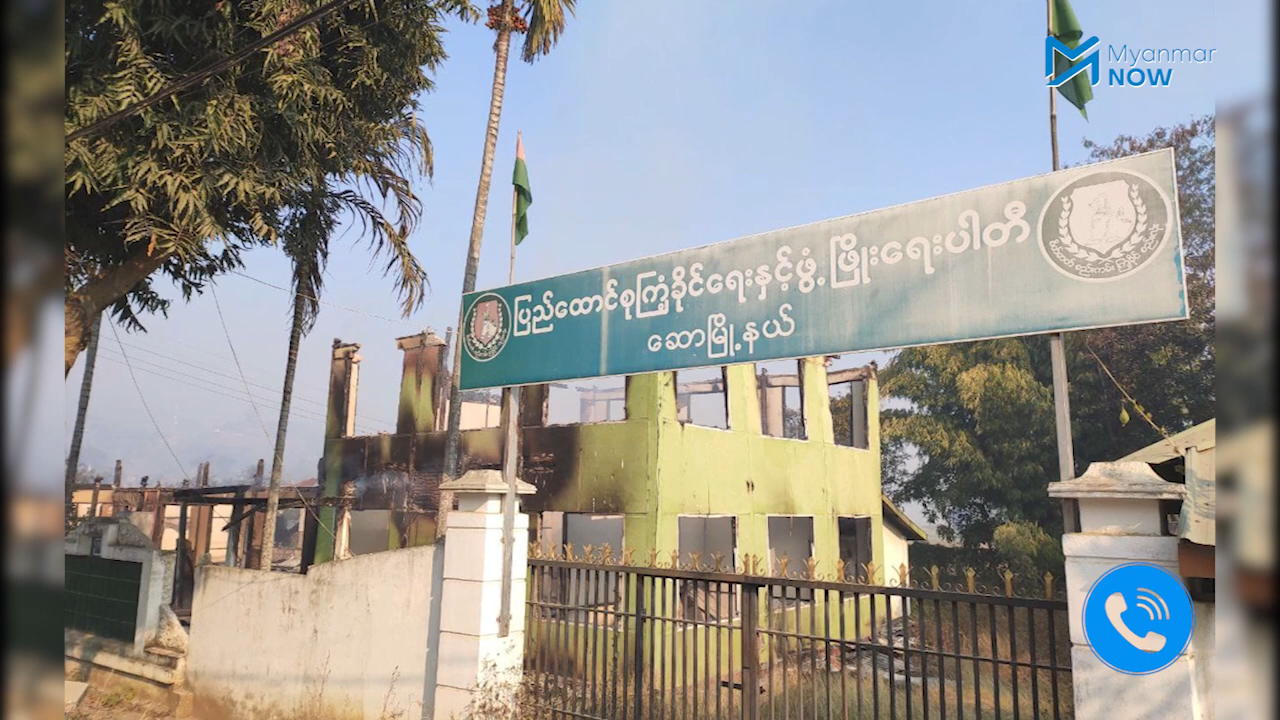 Myanmar
NOW
ပြည်ထောင်စုကြံ့ခိုင်ရေးနှင့်ဖွံ့ဖြိုးရေးပါတီ
ဆောမြို့နယ်